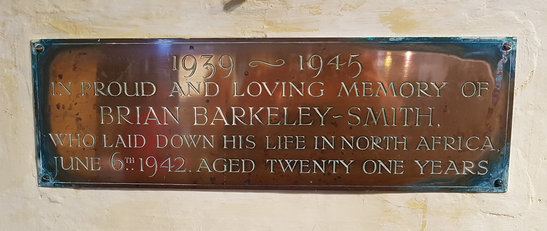 1939 ~ 1945
IN PROUD AND LOVING MEMORY OF
BRIAN BARKELEY-SMITH,
WHO LAID DOWN HIS LIFE IN NORTH AFRICA,
JUNE 6TH 1942. AGED TWENTY ONE YEARS.